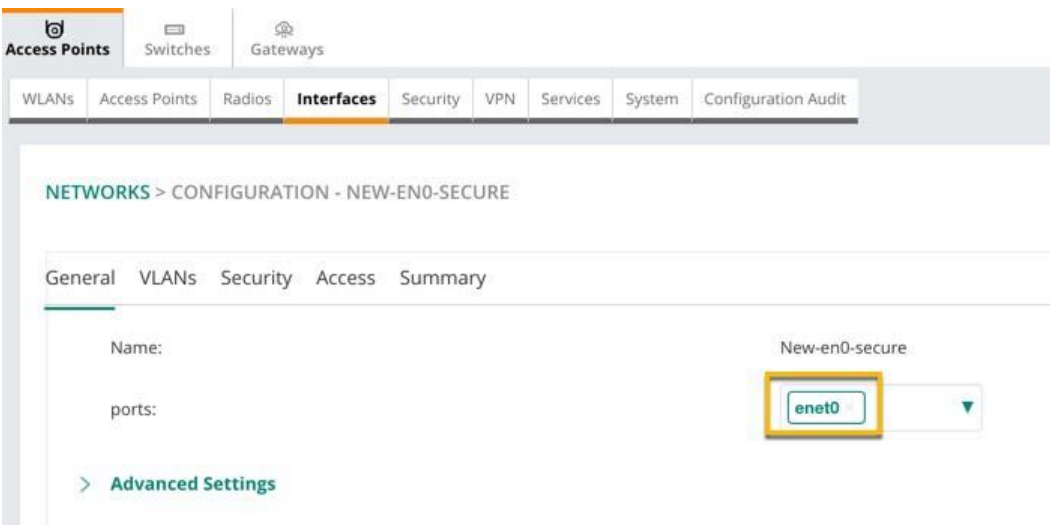 Access Points Switches Gateways
WLANs Access Points Radios Interfaces Security VPN Services System Configuration Audit
NETWORKS > CONFIGURATION - NEW-EN0-SECURE
General VLANs Security Access Summary
Name: New-en0-secure
ports: enet0 ×
> Advanced Settings